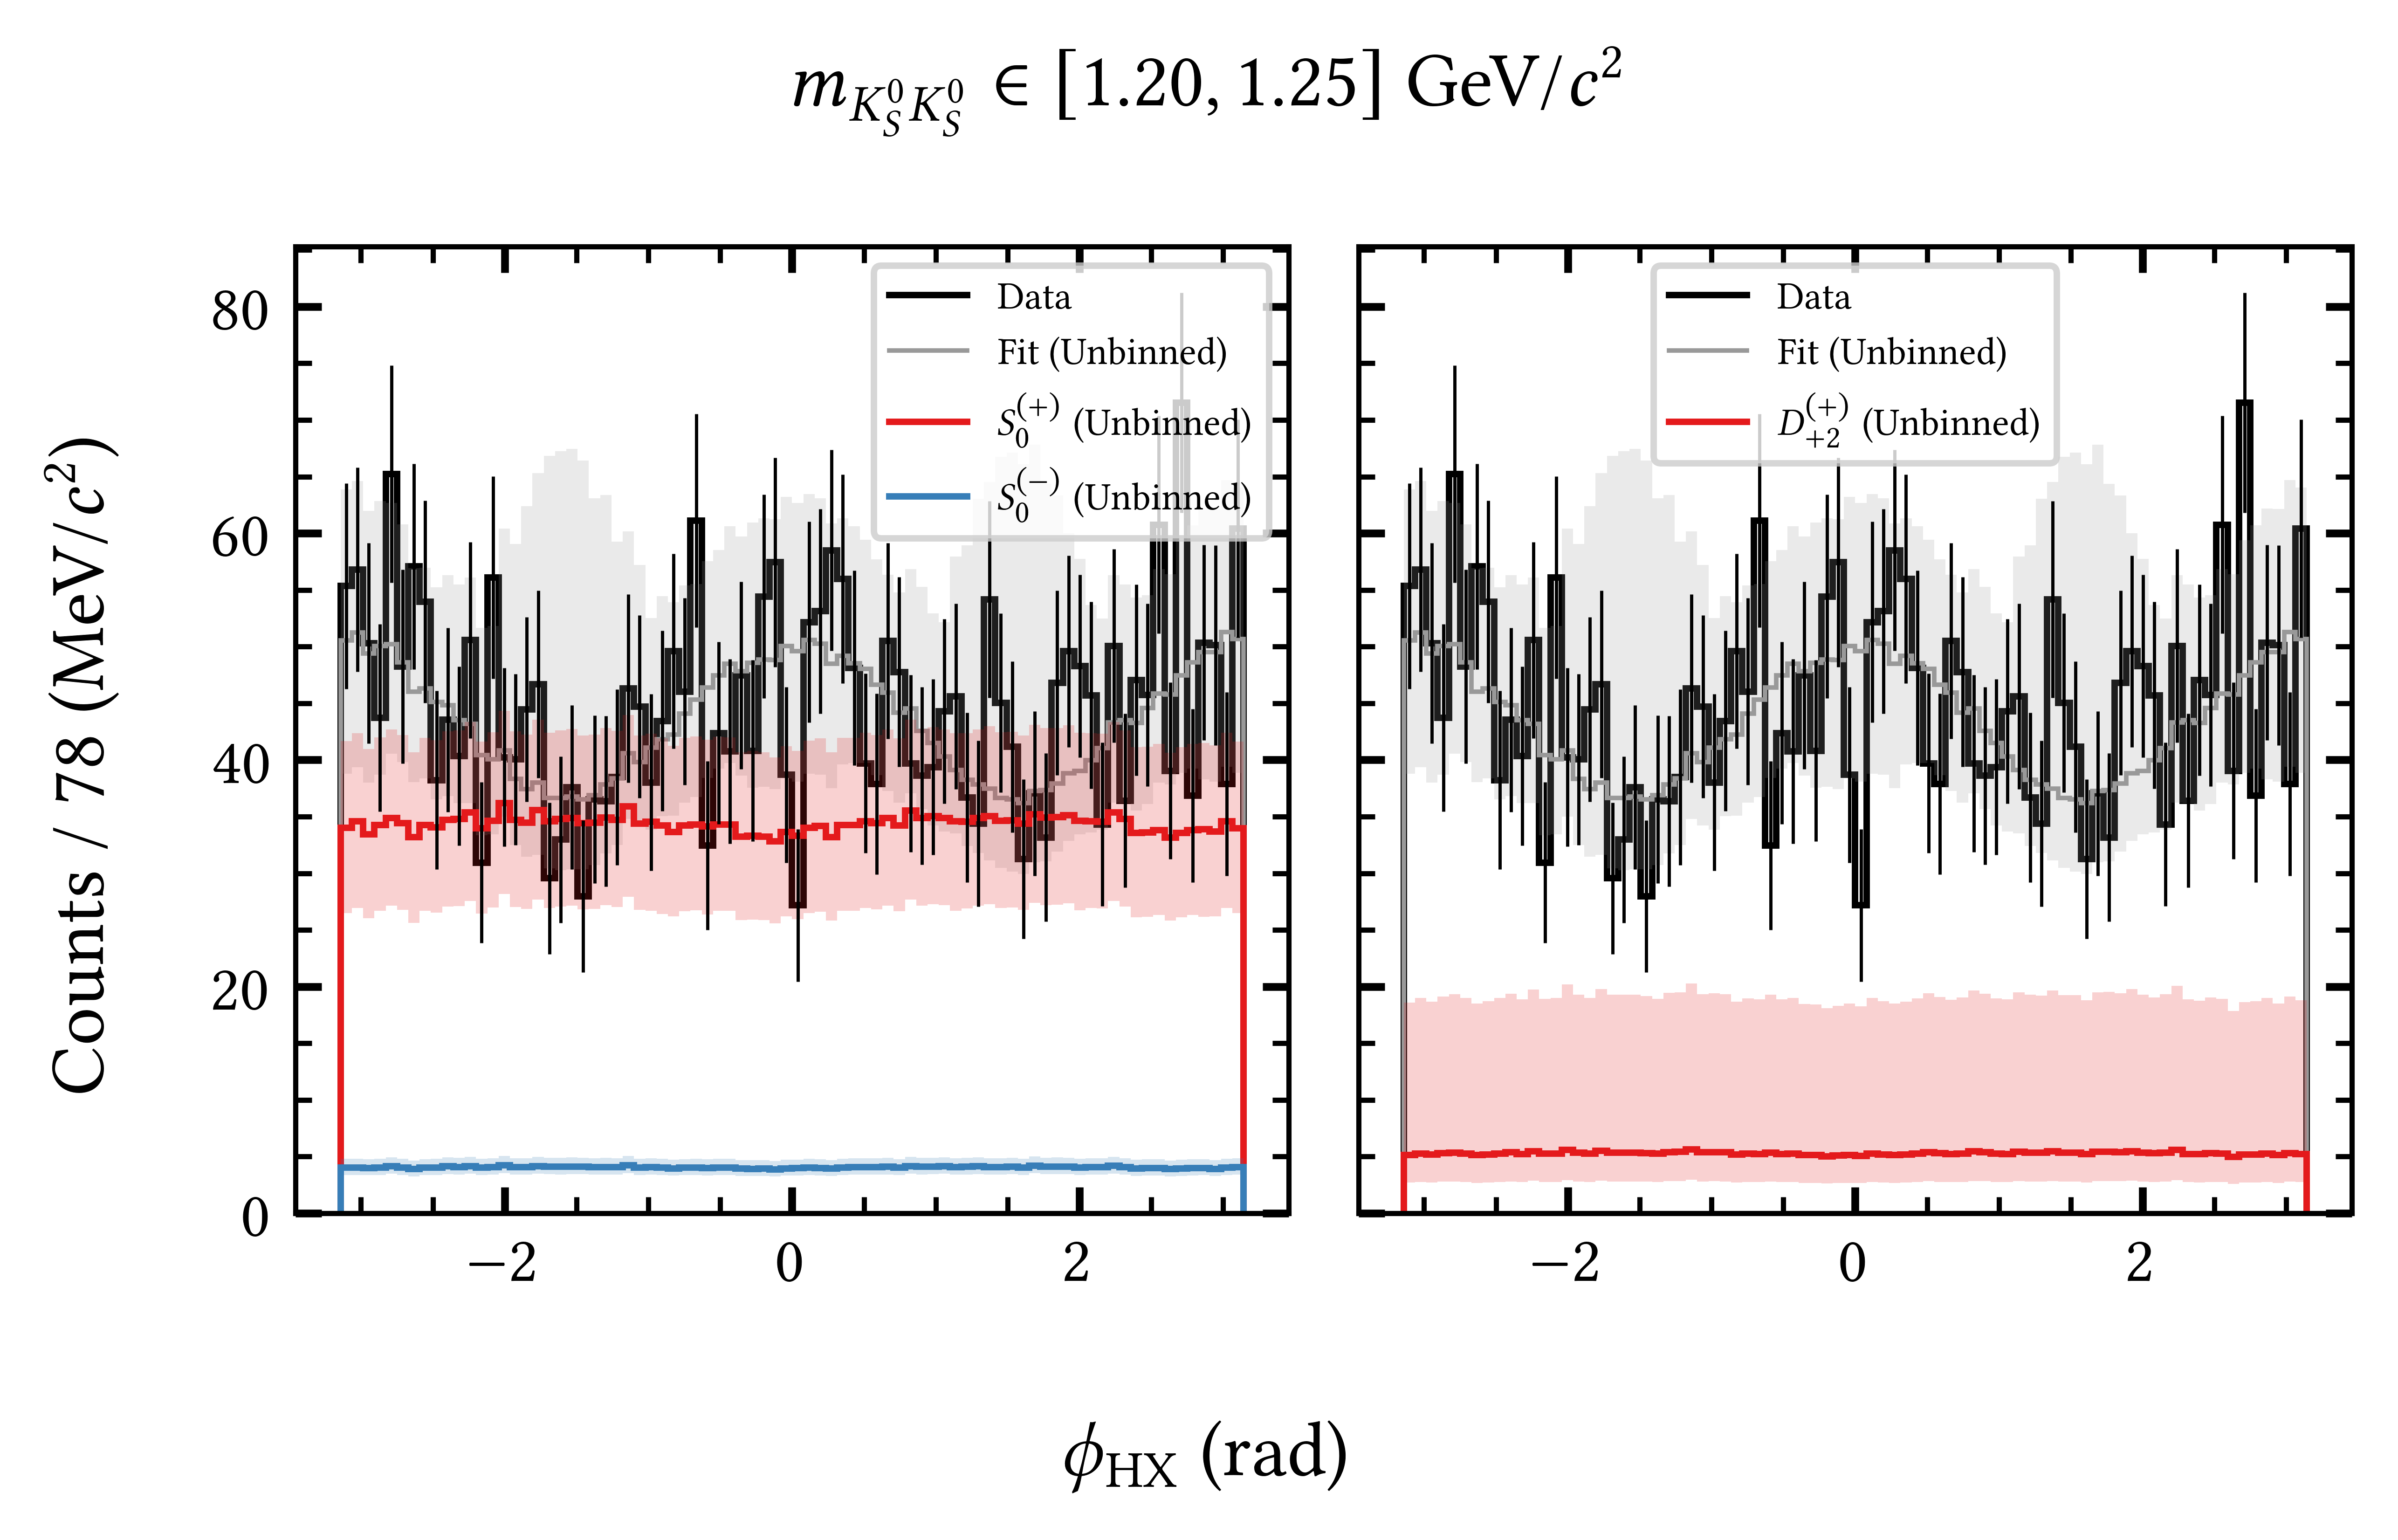 m_{K_S^0 K_S^0} ∈ [1.20, 1.25] GeV/c²
Counts / 78 (MeV/c²)
80
60
40
20
0
Data
Fit (Unbinned)
S_0^{(+)} (Unbinned)
S_0^{(−)} (Unbinned)
Data
Fit (Unbinned)
D_{+2}^{(+)} (Unbinned)
−2 0 2
−2 0 2
ϕ_{HX} (rad)